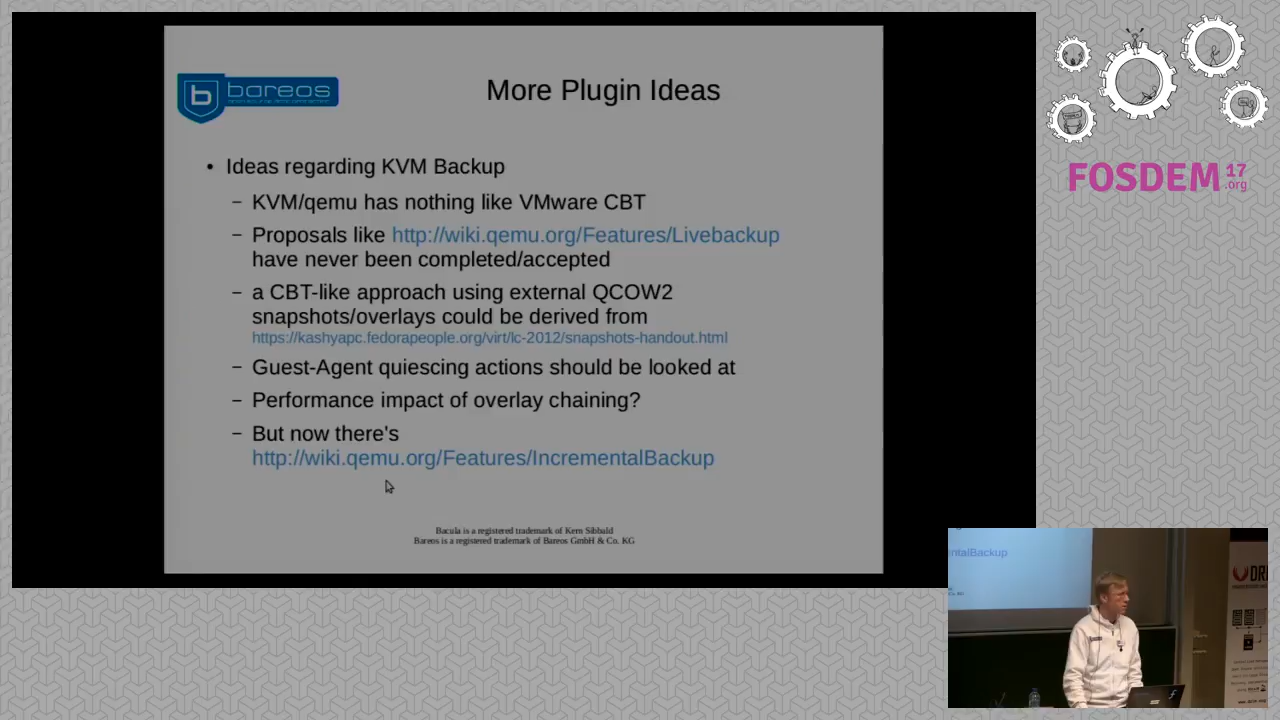 bareos
More Plugin Ideas
• Ideas regarding KVM Backup
– KVM/qemu has nothing like VMware CBT
– Proposals like http://wiki.qemu.org/Features/Livebackup
have never been completed/accepted
– a CBT-like approach using external QCOW2
snapshots/overlays could be derived from
https://kashyapc.fedorapeople.org/virt/lc-2012/snapshots-handout.html
– Guest-Agent quiescing actions should be looked at
– Performance impact of overlay chaining?
– But now there's
http://wiki.qemu.org/Features/IncrementalBackup
Bacula is a registered trademark of Kern Sibbald
Bareos is a registered trademark of Bareos GmbH & Co. KG
FOSDEM 17
.org
ntalBackup